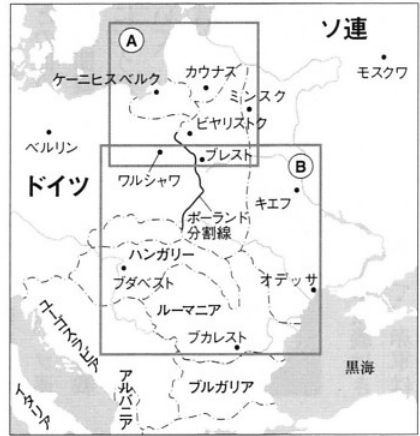 A
ソ連
ケーニヒスベルク
カウナズ
モスクワ
ミンスク
ビヤリストク
ベルリン
ブレスト
B
ワルシャワ
ドイツ
キエフ
ポーランド
分割線
ハンガリー
ブダペスト
オデッサ
ルーマニア
ユーゴスラビア
ブカレスト
黒海
アルバニア
ブルガリア
イタリア